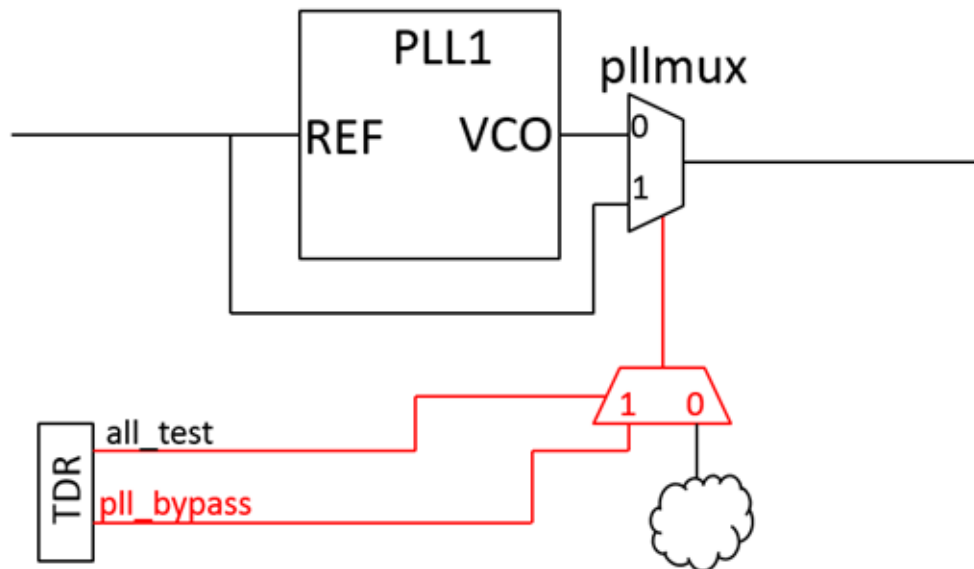 PLL1
pllmux
REF VCO
0
1
1 0
all_test
TDR
pll_bypass